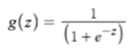 g(z) = 1 / (1 + e^{-z})